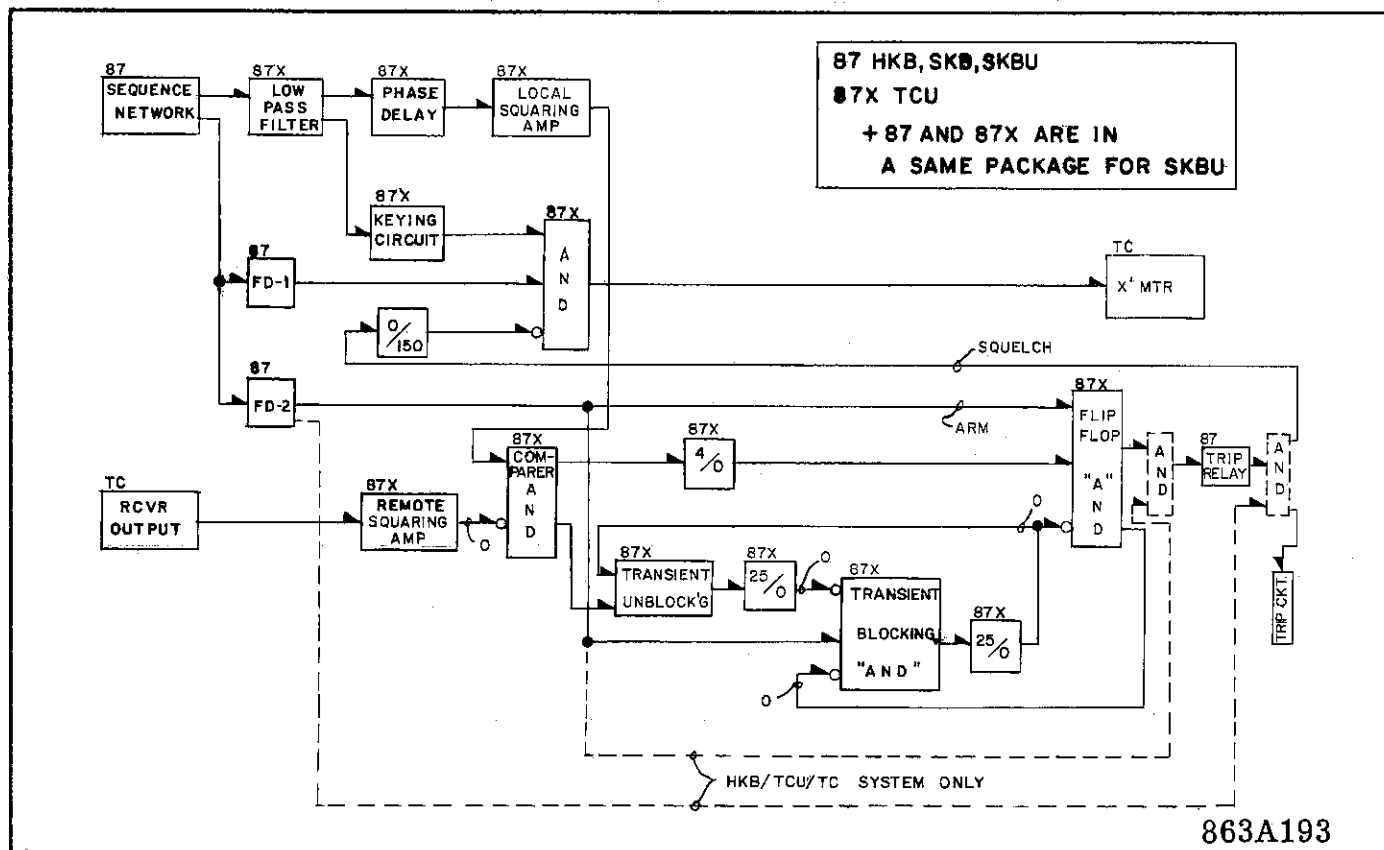 87
SEQUENCE
NETWORK
87X
LOW
PASS
FILTER
87X
PHASE
DELAY
87X
LOCAL
SQUARING
AMP
87 HKB, SKB, SKBU
87X TCU
+ 87 AND 87X ARE IN
A SAME PACKAGE FOR SKBU
87X
KEYING
CIRCUIT
87X
AND
87
FD-1
0/150
TC
X'MTR
SQUELCH
87
FD-2
ARM
87X
FLIP
FLOP
"A"
AND
AND
87
TRIP
RELAY
AND
TRIP CKT.
87X
COM-
PARER
AND
87X
4/0
TC
RCVR
OUTPUT
87X
REMOTE
SQUARING
AMP
0
0
87X
TRANSIENT
UNBLOCK'G
87X
25/0
0
87X
TRANSIENT
BLOCKING
"AND"
87X
25/0
0
HKB/TCU/TC SYSTEM ONLY
863A193